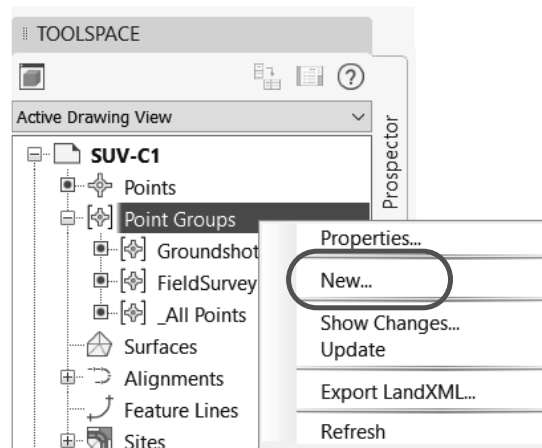 TOOLSPACE
Active Drawing View
Prospector
SUV-C1
Points
Point Groups
Groundshot
FieldSurvey
_All Points
Surfaces
Alignments
Feature Lines
Sites
Properties...
New...
Show Changes...
Update
Export LandXML...
Refresh